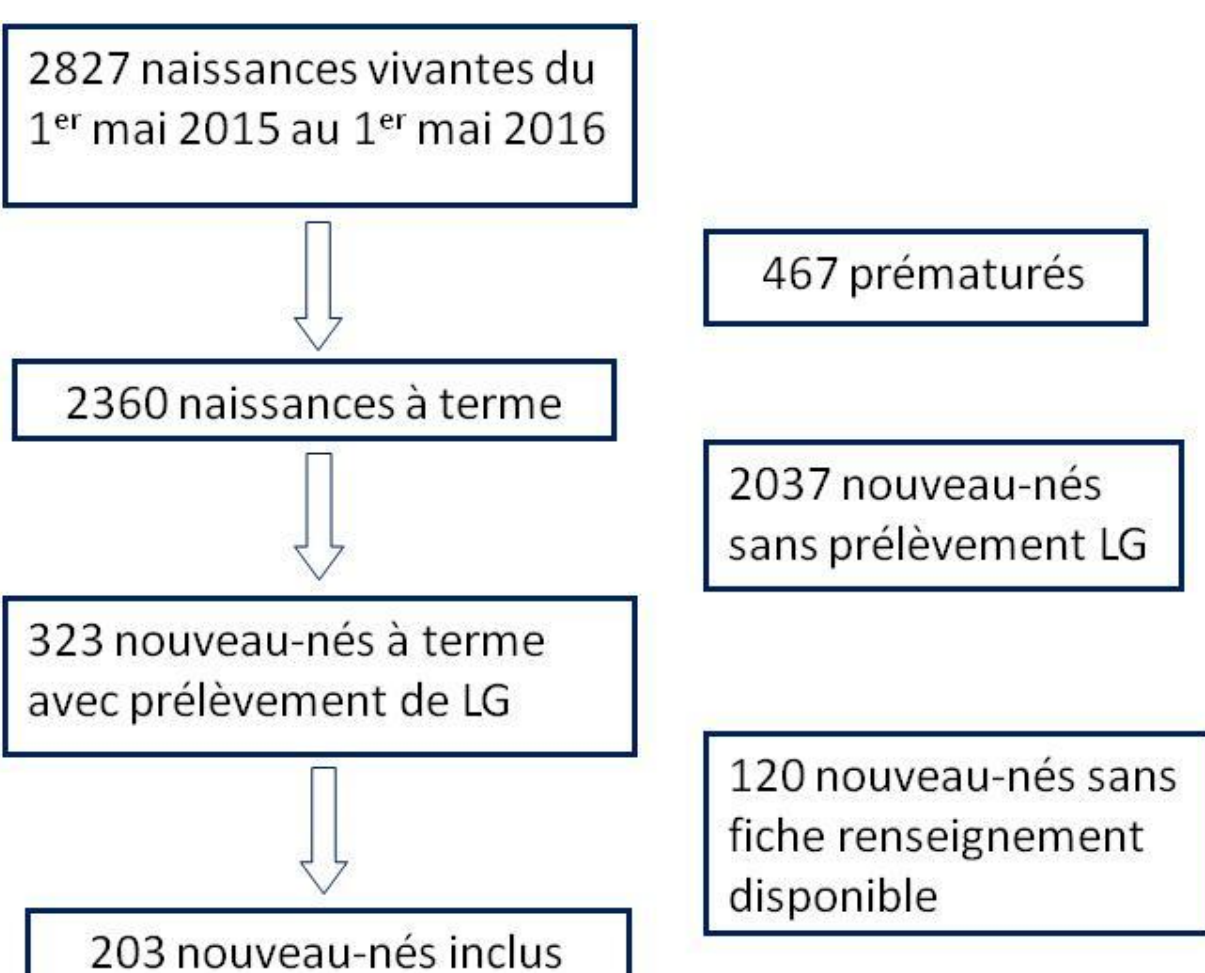 2827 naissances vivantes du
1er mai 2015 au 1er mai 2016
467 prématurés
2360 naissances à terme
2037 nouveau-nés
sans prélèvement LG
323 nouveau-nés à terme
avec prélèvement de LG
120 nouveau-nés sans
fiche renseignement
disponible
203 nouveau-nés inclus